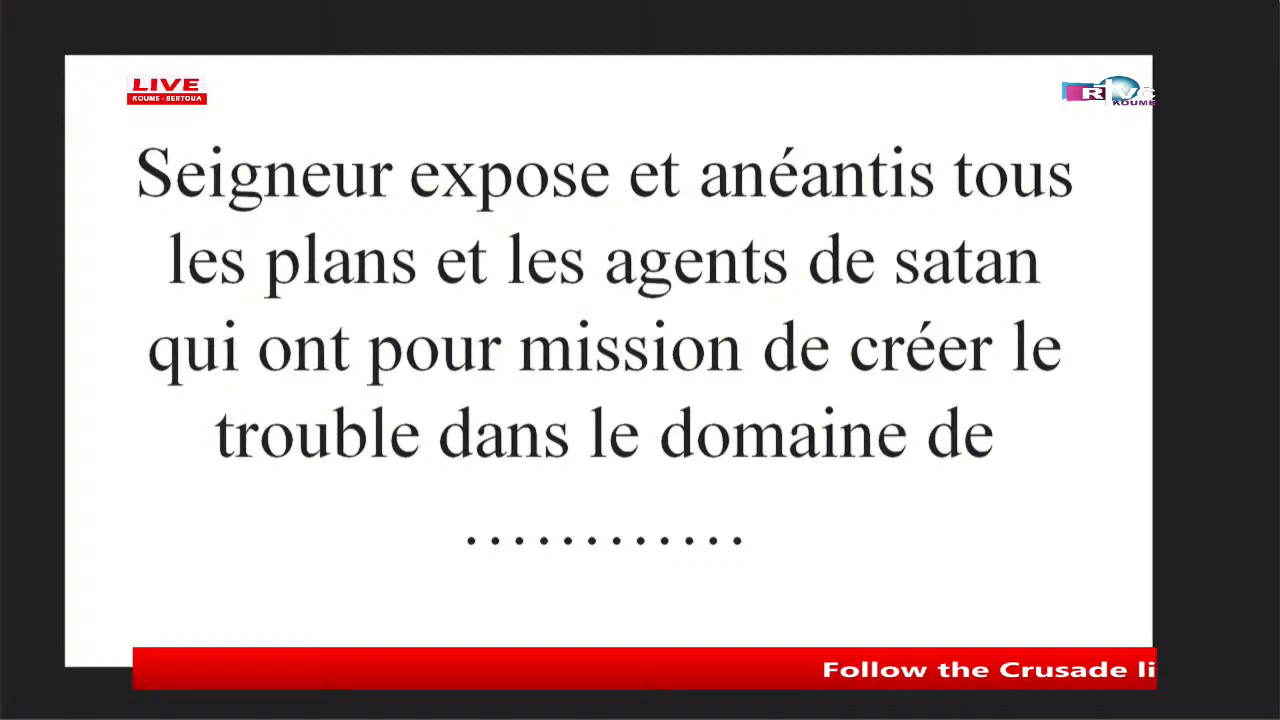 LIVE
KOUME - BERTOUA
KOUME
Seigneur expose et anéantis tous
les plans et les agents de satan
qui ont pour mission de créer le
trouble dans le domaine de
............
Follow the Crusade li